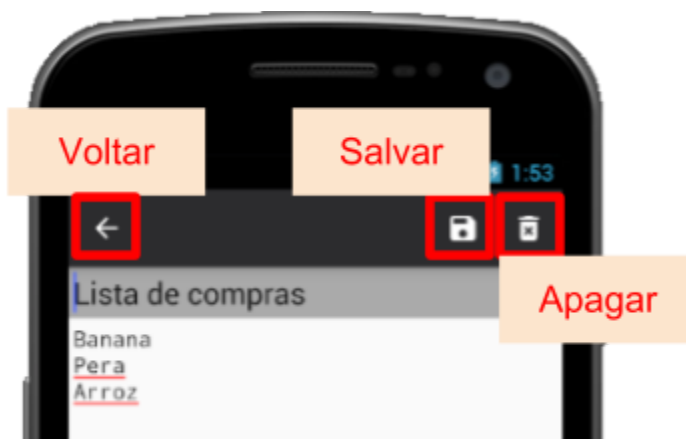 Voltar
Salvar
1:53
Lista de compras
Apagar
Banana
Pera
Arroz